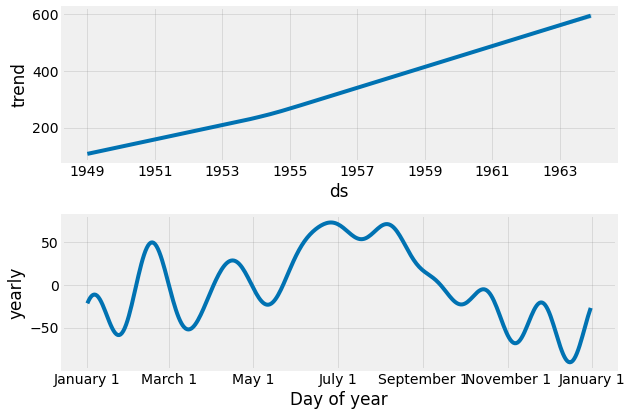 600
400
200
trend
1949 1951 1953 1955 1957 1959 1961 1963
ds
50
0
−50
yearly
January 1 March 1 May 1 July 1 September 1 November 1 January 1
Day of year